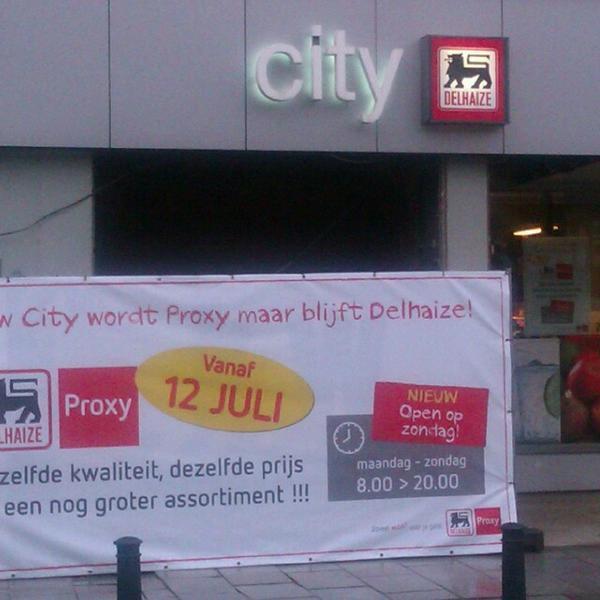 city
DELHAIZE
w City wordt Proxy maar blijft Delhaize!
Vanaf
12 JULI
LHAIZE
Proxy
NIEUW
Open op
zondag!
maandag - zondag
8.00 > 20.00
zelfde kwaliteit, dezelfde prijs
een nog groter assortiment !!!
DELHAIZE
Proxy